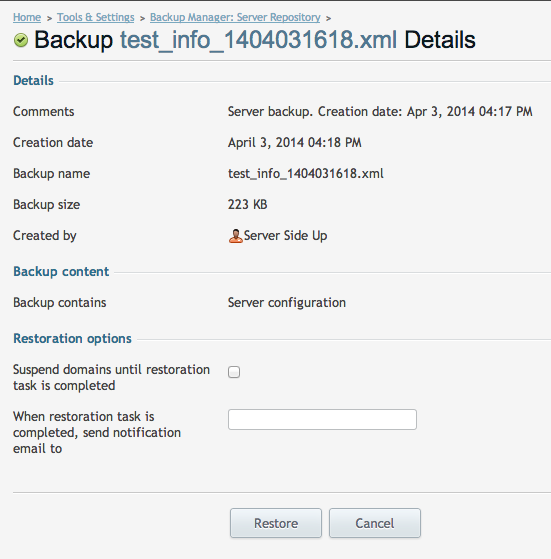 Home > Tools & Settings > Backup Manager: Server Repository >
Backup test_info_1404031618.xml Details
Details
Comments Server backup. Creation date: Apr 3, 2014 04:17 PM
Creation date April 3, 2014 04:18 PM
Backup name test_info_1404031618.xml
Backup size 223 KB
Created by Server Side Up
Backup content
Backup contains Server configuration
Restoration options
Suspend domains until restoration
task is completed
When restoration task is
completed, send notification
email to
Restore Cancel